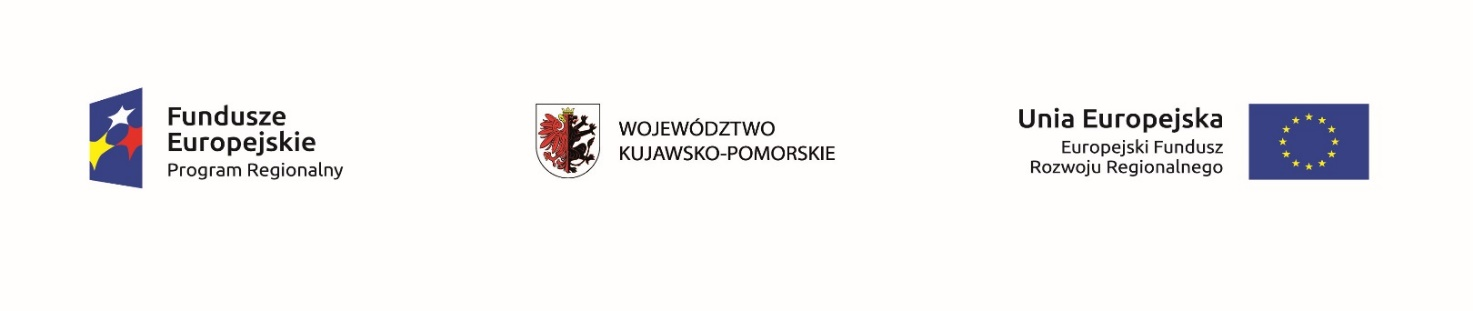 Fundusze
Europejskie
Program Regionalny
WOJEWÓDZTWO
KUJAWSKO-POMORSKIE
Unia Europejska
Europejski Fundusz
Rozwoju Regionalnego